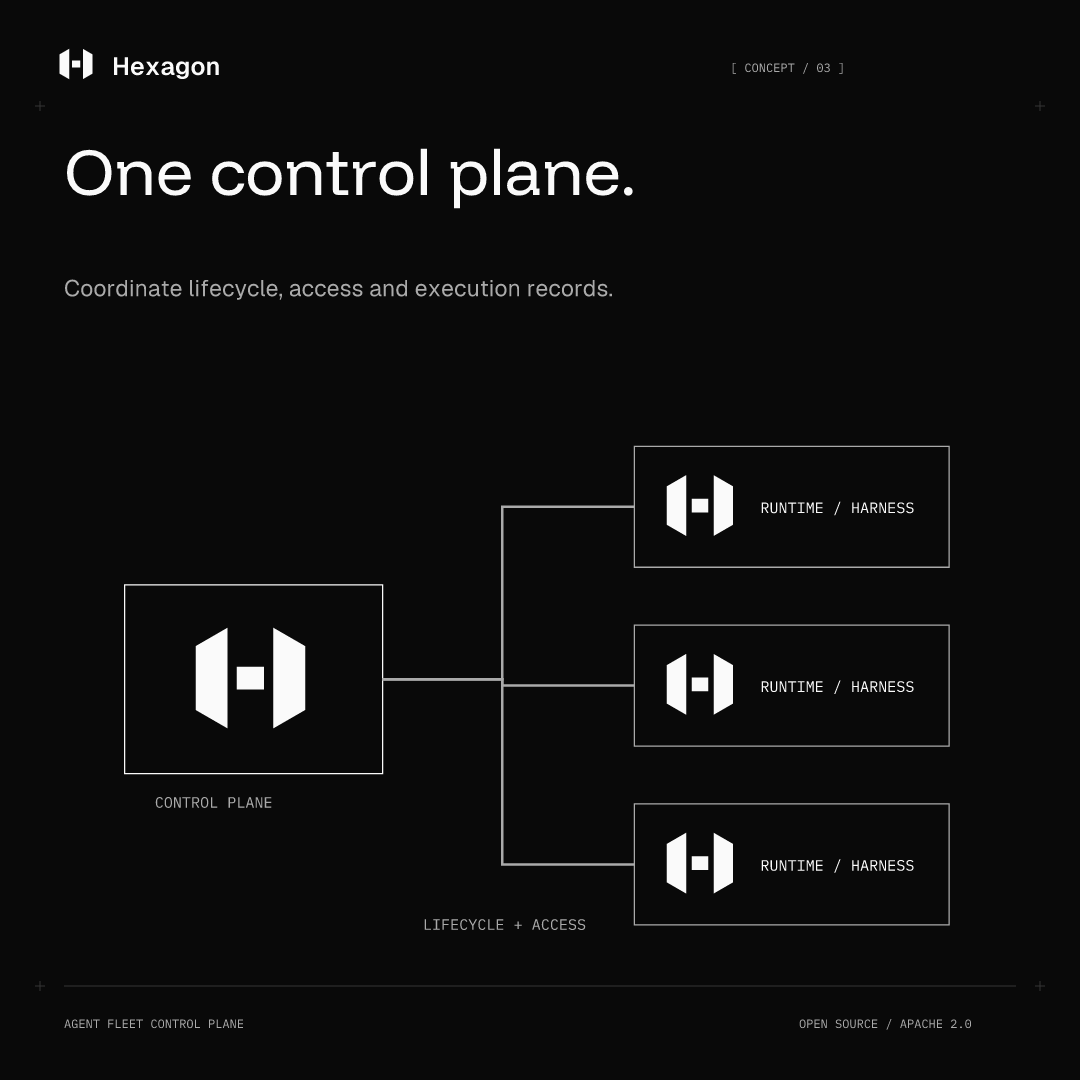 Hexagon
[ CONCEPT / 03 ]
One control plane.
Coordinate lifecycle, access and execution records.
RUNTIME / HARNESS
RUNTIME / HARNESS
CONTROL PLANE
RUNTIME / HARNESS
LIFECYCLE + ACCESS
AGENT FLEET CONTROL PLANE
OPEN SOURCE / APACHE 2.0